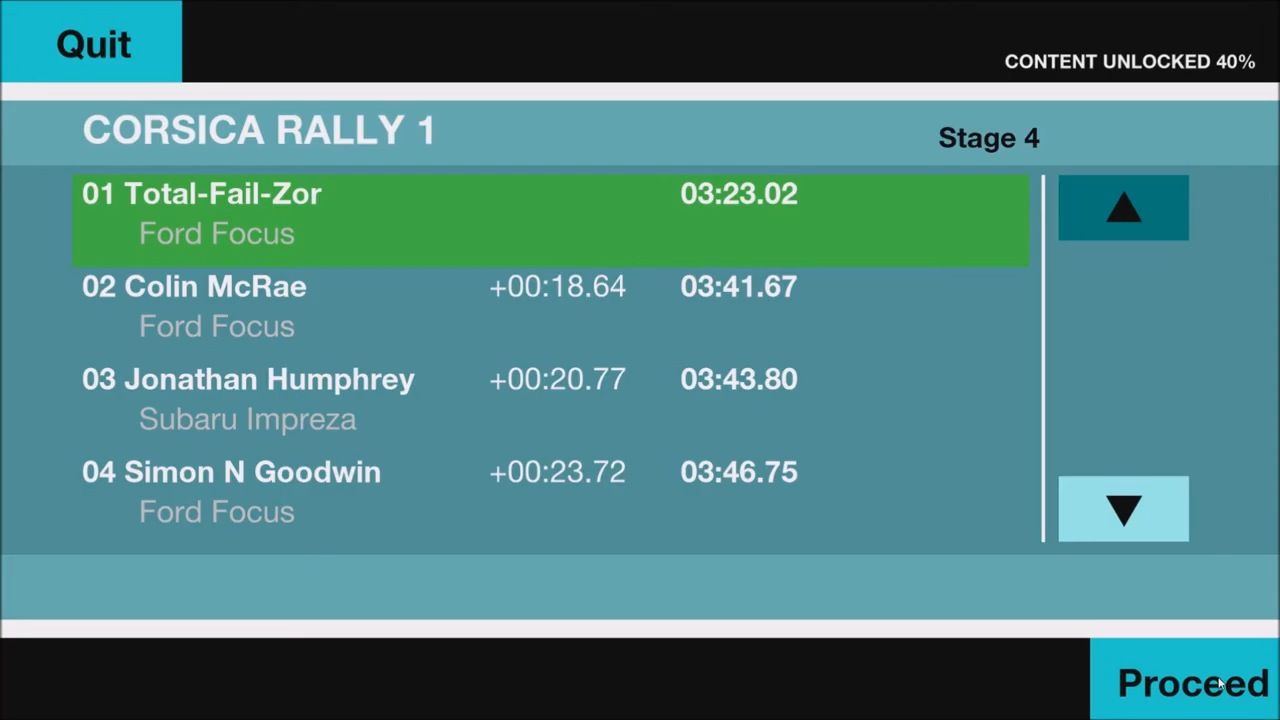 Quit
CONTENT UNLOCKED 40%
CORSICA RALLY 1
Stage 4
01 Total-Fail-Zor 03:23.02
Ford Focus
02 Colin McRae +00:18.64 03:41.67
Ford Focus
03 Jonathan Humphrey +00:20.77 03:43.80
Subaru Impreza
04 Simon N Goodwin +00:23.72 03:46.75
Ford Focus
Proceed